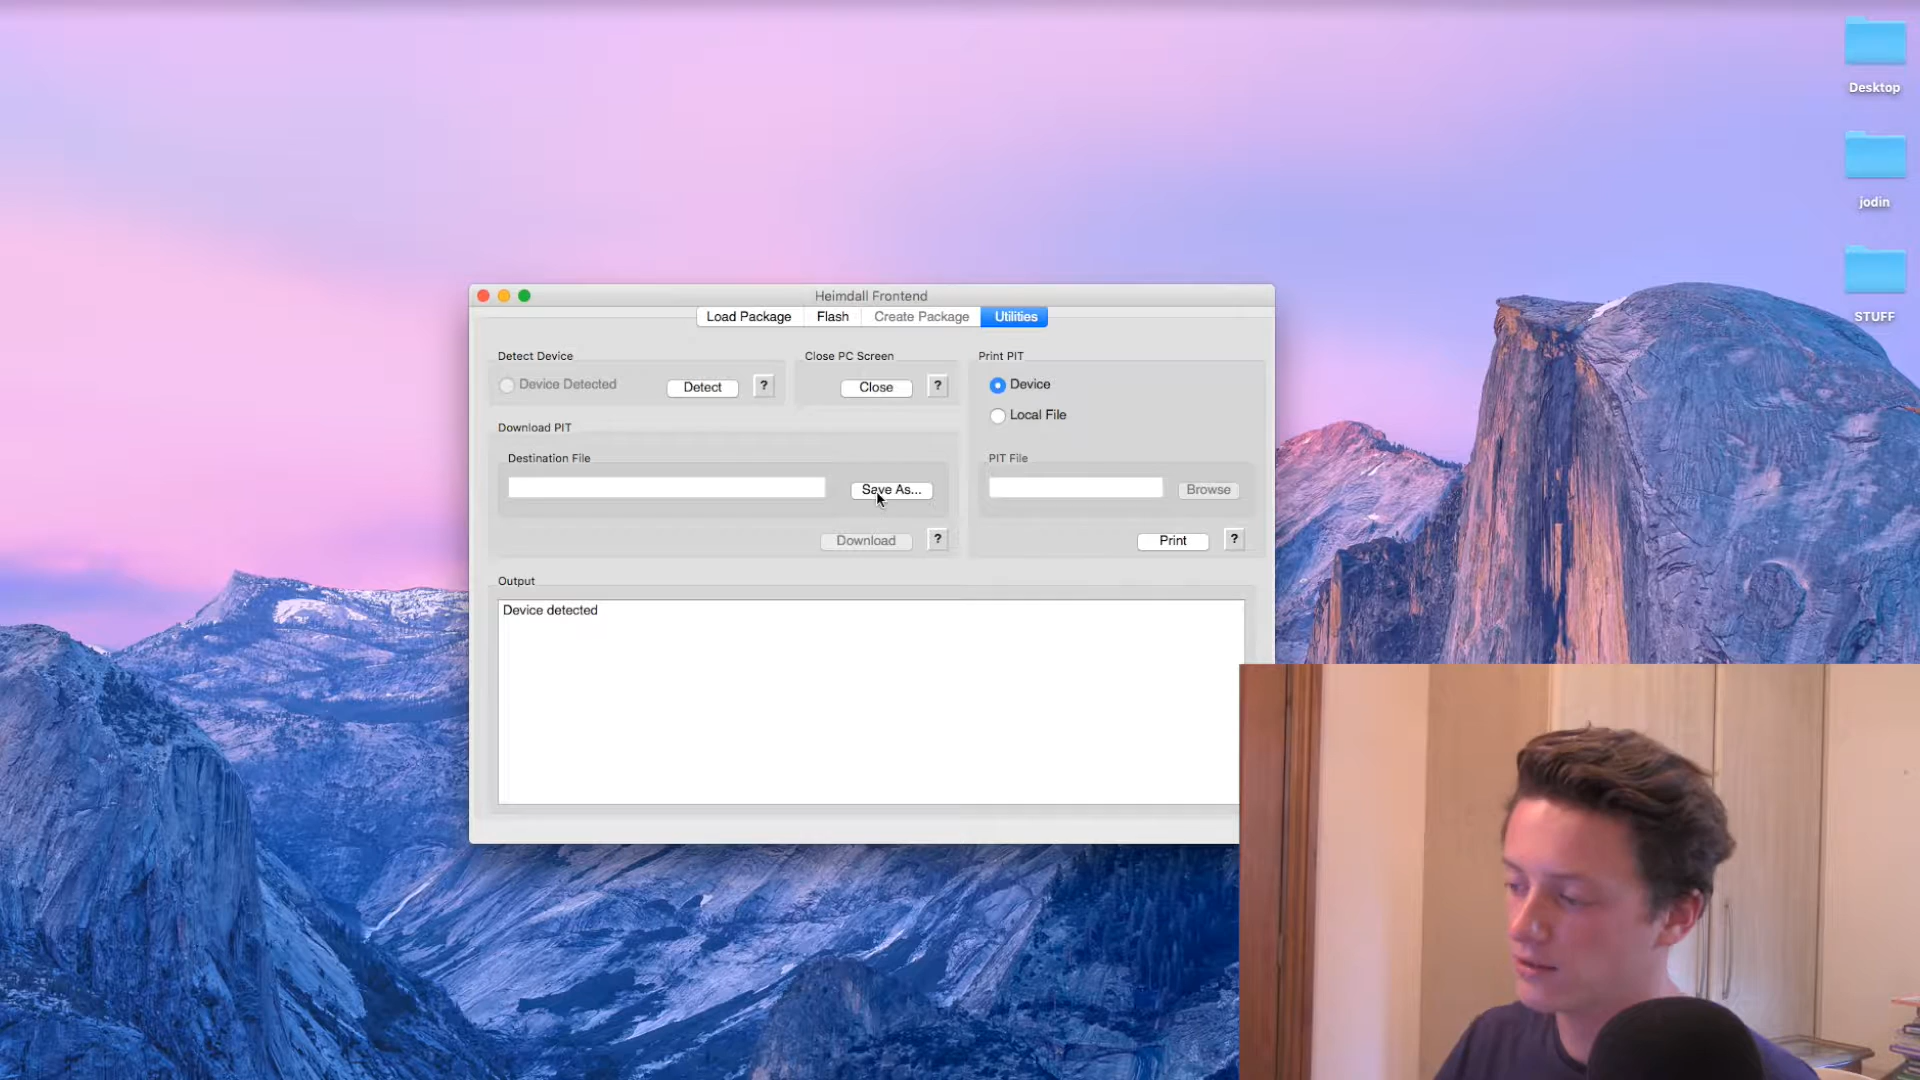 Desktop
jodin
STUFF
Heimdall Frontend
Load Package Flash Create Package Utilities
Detect Device
Device Detected Detect ?
Close PC Screen
Close ?
Print PIT
Device
Local File
Download PIT
Destination File
Save As...
Download ?
PIT File
Browse
Print ?
Output
Device detected